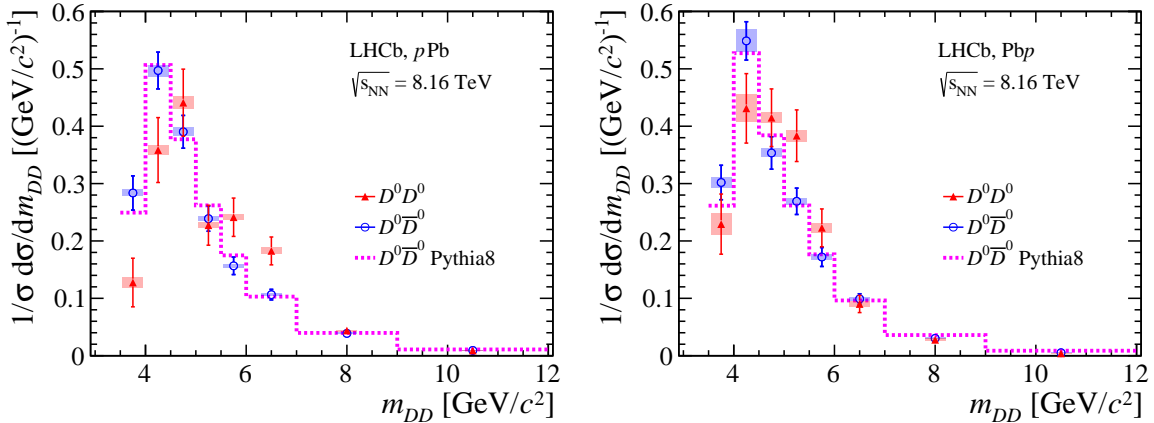 1/σ dσ/dm_DD [(GeV/c²)⁻¹]
0.6
0.5
0.4
0.3
0.2
0.1
0
LHCb, pPb
√s_NN = 8.16 TeV
D⁰D⁰
D⁰D̅⁰
D⁰D̅⁰ Pythia8
4 6 8 10 12
m_DD [GeV/c²]
1/σ dσ/dm_DD [(GeV/c²)⁻¹]
0.6
0.5
0.4
0.3
0.2
0.1
0
LHCb, Pbp
√s_NN = 8.16 TeV
D⁰D⁰
D⁰D̅⁰
D⁰D̅⁰ Pythia8
4 6 8 10 12
m_DD [GeV/c²]